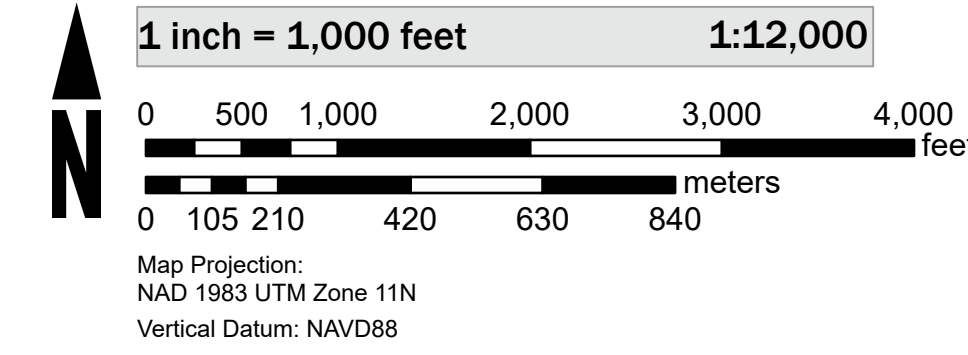 1 inch = 1,000 feet 1:12,000
0 500 1,000 2,000 3,000 4,000
feet
meters
0 105 210 420 630 840
N
Map Projection:
NAD 1983 UTM Zone 11N
Vertical Datum: NAVD88